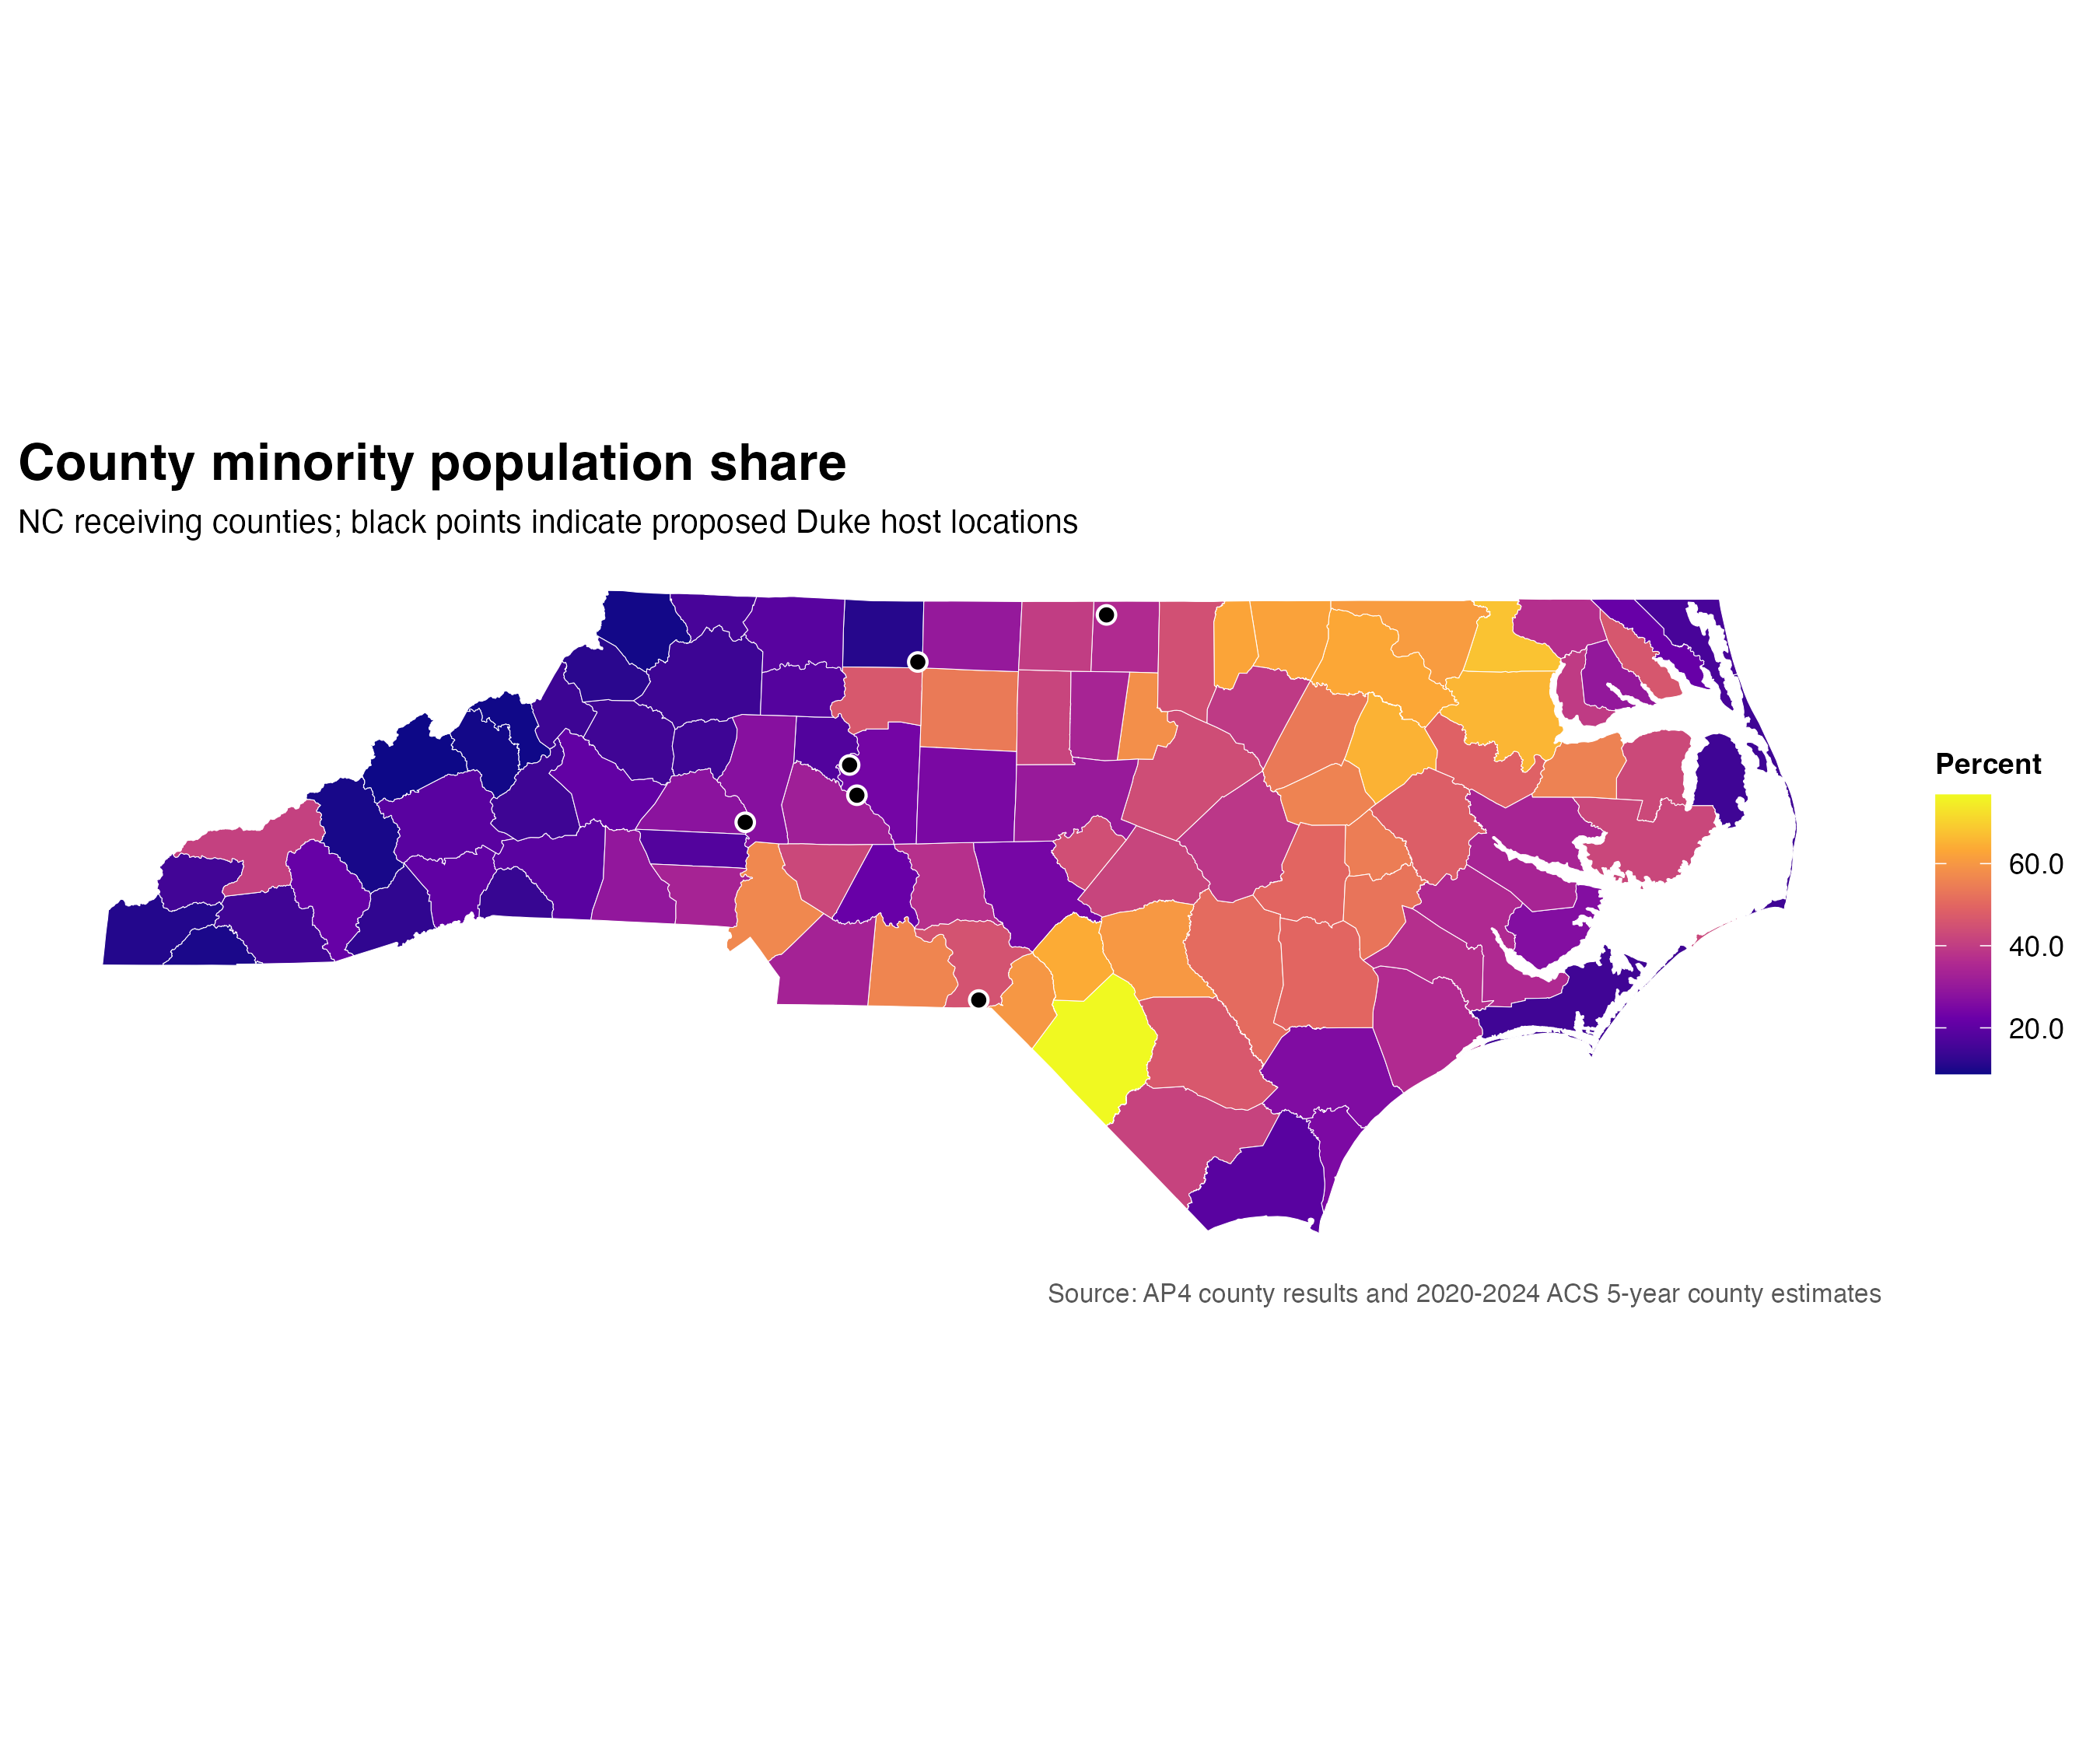 County minority population share
NC receiving counties; black points indicate proposed Duke host locations
Percent
60.0
40.0
20.0
Source: AP4 county results and 2020-2024 ACS 5-year county estimates